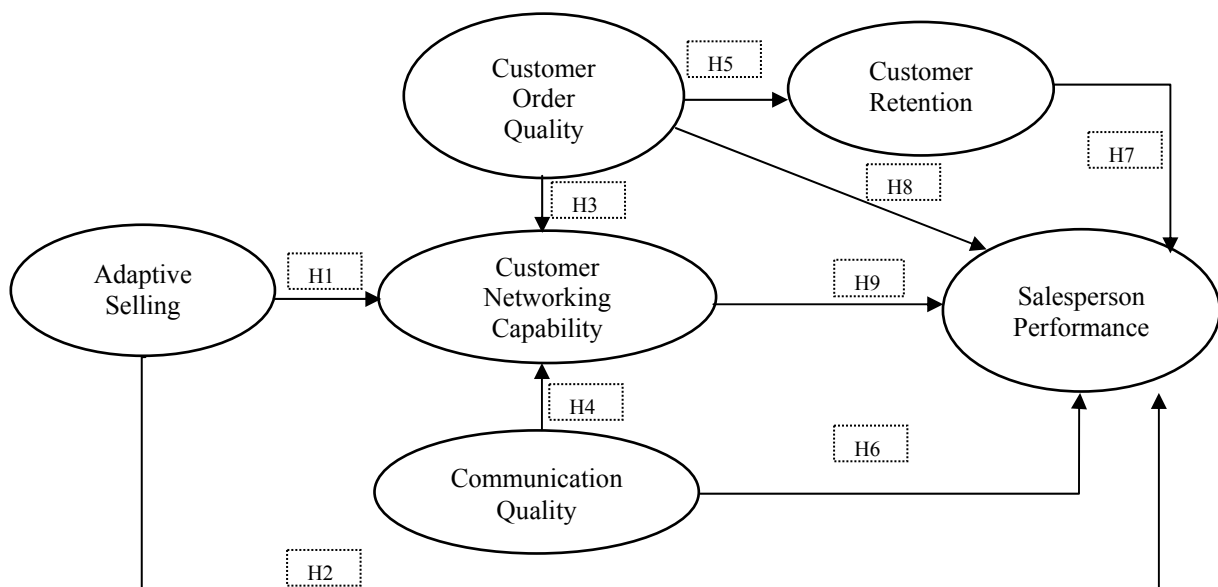 Customer
Order
Quality
H5
Customer
Retention
H7
H8
H3
Adaptive
Selling
H1
Customer
Networking
Capability
H9
Salesperson
Performance
H4
Communication
Quality
H6
H2